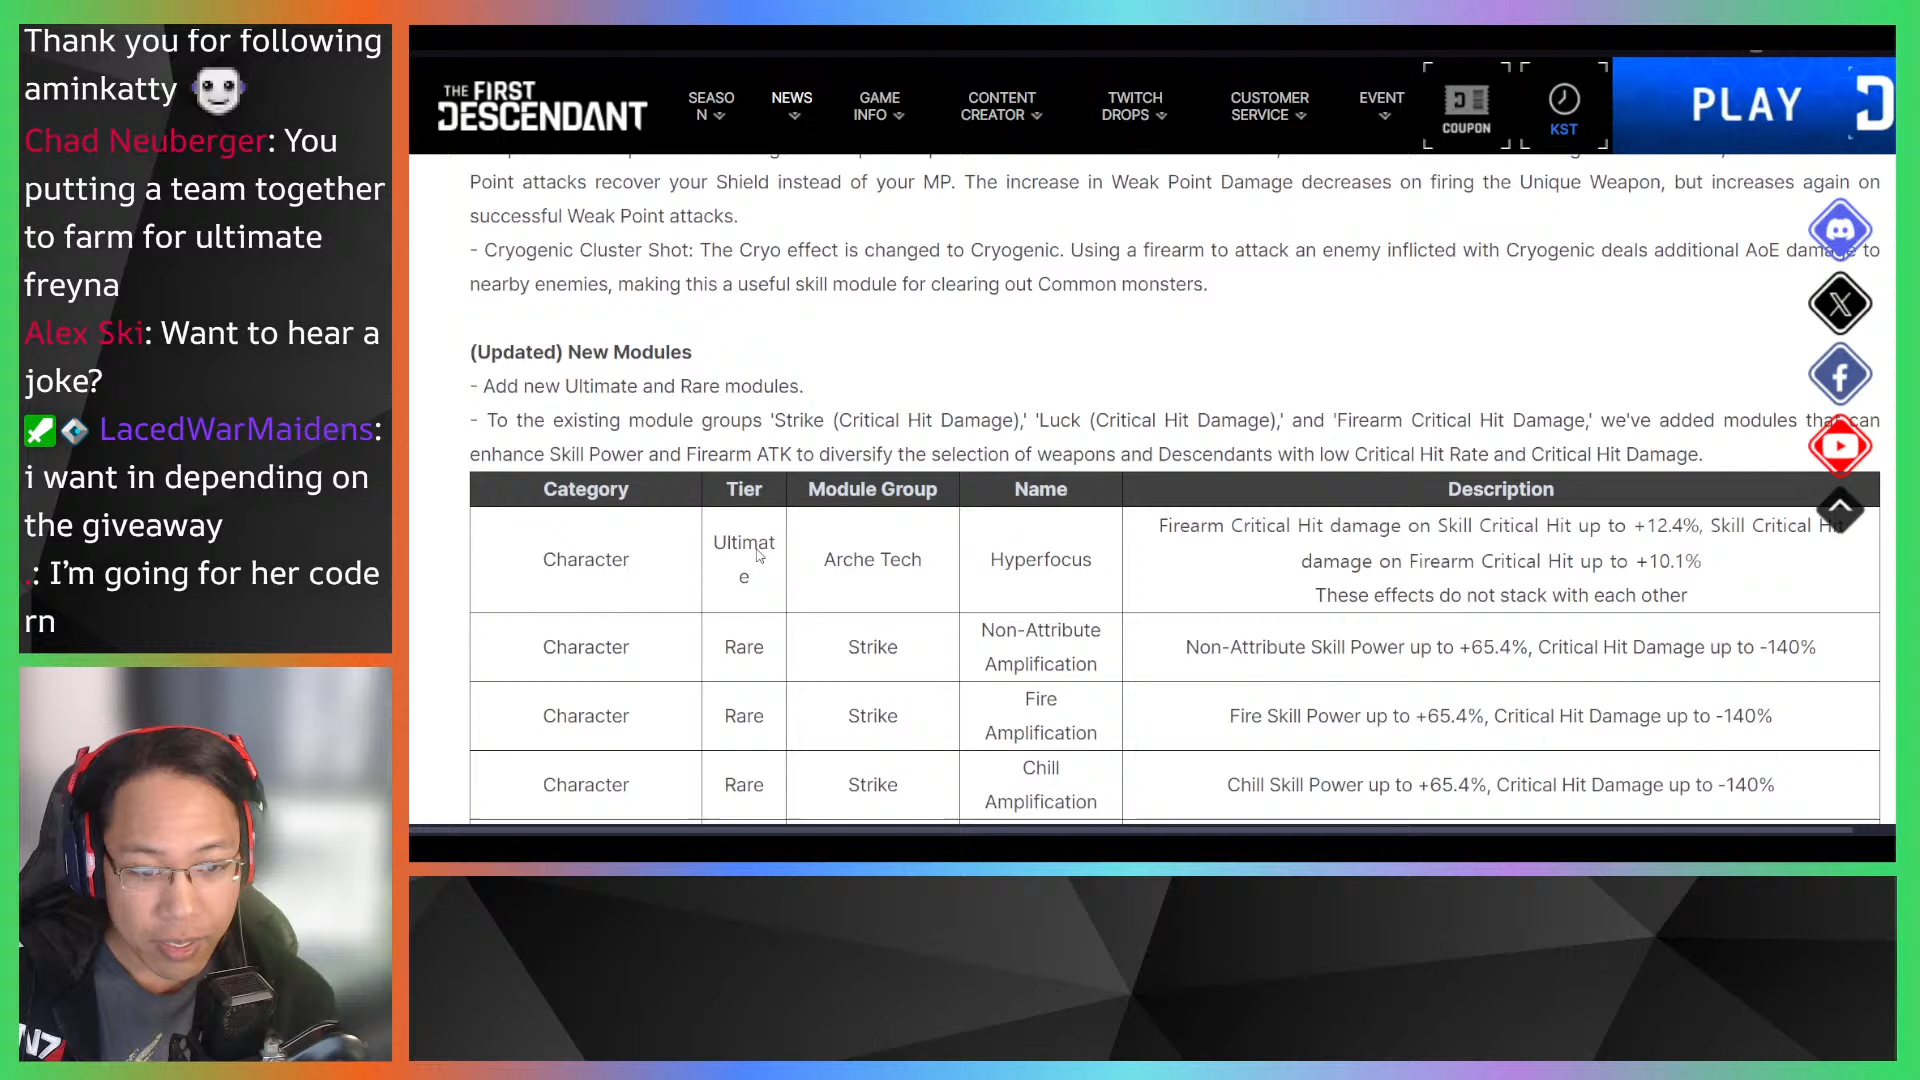 Thank you for following
aminkatty
Chad Neuberger: You
putting a team together
to farm for ultimate
freyna
Alex Ski: Want to hear a
joke?
LacedWarMaidens:
i want in depending on
the giveaway
.: I'm going for her code
rn
N7
THE FIRST
DESCENDANT
SEASO
N
NEWS
GAME
INFO
CONTENT
CREATOR
TWITCH
DROPS
CUSTOMER
SERVICE
EVENT
COUPON
KST
PLAY
Point attacks recover your Shield instead of your MP. The increase in Weak Point Damage decreases on firing the Unique Weapon, but increases again on
successful Weak Point attacks.
- Cryogenic Cluster Shot: The Cryo effect is changed to Cryogenic. Using a firearm to attack an enemy inflicted with Cryogenic deals additional AoE damage to
nearby enemies, making this a useful skill module for clearing out Common monsters.
(Updated) New Modules
- Add new Ultimate and Rare modules.
- To the existing module groups 'Strike (Critical Hit Damage),' 'Luck (Critical Hit Damage),' and 'Firearm Critical Hit Damage,' we've added modules that can
enhance Skill Power and Firearm ATK to diversify the selection of weapons and Descendants with low Critical Hit Rate and Critical Hit Damage.
Category Tier Module Group Name Description
Character
Ultimat
e
Arche Tech
Hyperfocus
Firearm Critical Hit damage on Skill Critical Hit up to +12.4%, Skill Critical Hit
damage on Firearm Critical Hit up to +10.1%
These effects do not stack with each other
Character
Rare
Strike
Non-Attribute
Amplification
Non-Attribute Skill Power up to +65.4%, Critical Hit Damage up to -140%
Character
Rare
Strike
Fire
Amplification
Fire Skill Power up to +65.4%, Critical Hit Damage up to -140%
Character
Rare
Strike
Chill
Amplification
Chill Skill Power up to +65.4%, Critical Hit Damage up to -140%